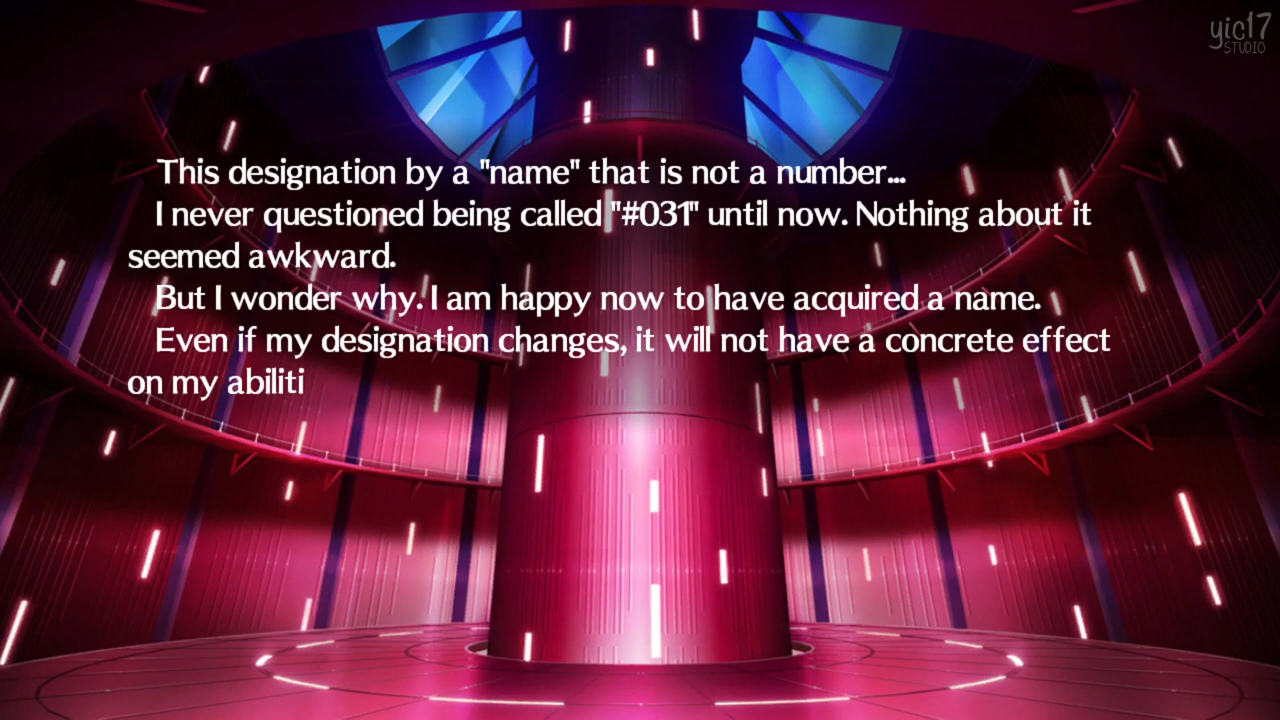 yic17
STUDIO
This designation by a "name" that is not a number...
I never questioned being called "#031" until now. Nothing about it
seemed awkward.
But I wonder why. I am happy now to have acquired a name.
Even if my designation changes, it will not have a concrete effect
on my abiliti